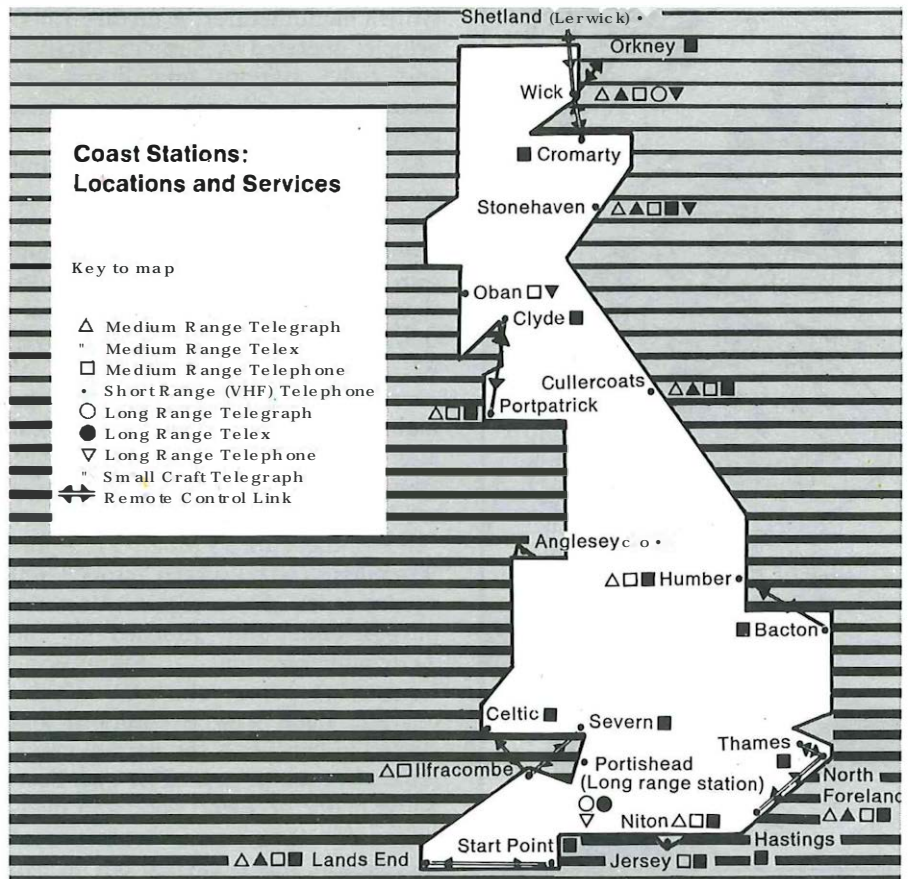 Shetland (Lerwick) •
Orkney ■
Wick △▲□○▼
■ Cromarty
Coast Stations:
Locations and Services
Stonehaven △▲□■▼
Key to map
Oban □▼
Clyde ■
△ Medium Range Telegraph
" Medium Range Telex
□ Medium Range Telephone
• Short Range (VHF) Telephone
○ Long Range Telegraph
● Long Range Telex
▽ Long Range Telephone
" Small Craft Telegraph
Remote Control Link
Cullercoats △▲□■
△□■ Portpatrick
Anglesey c o •
△□■ Humber
■ Bacton
Celtic ■
Severn ■
Thames
■
△□ Ilfracombe
Portishead
(Long range station)
○●
▽
North
Foreland
△▲□■
Niton △□■
Start Point ■
Hastings
■
△▲□■ Lands End
Jersey □■